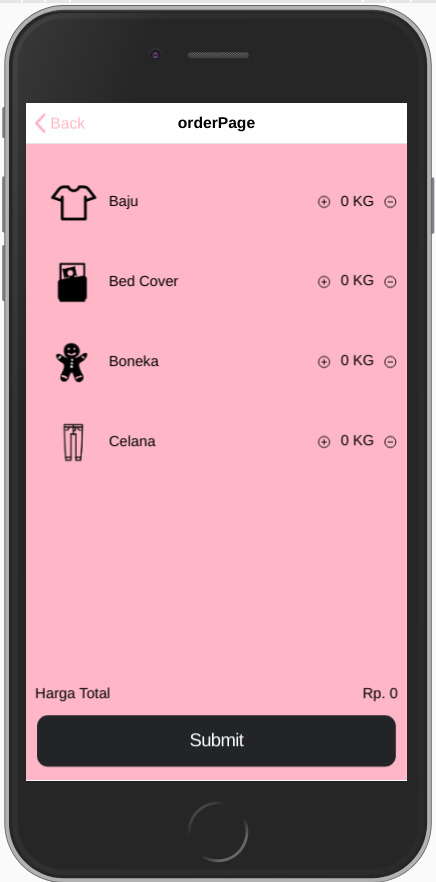 Back
orderPage
Baju
0 KG
Bed Cover
0 KG
Boneka
0 KG
Celana
0 KG
Harga Total
Rp. 0
Submit